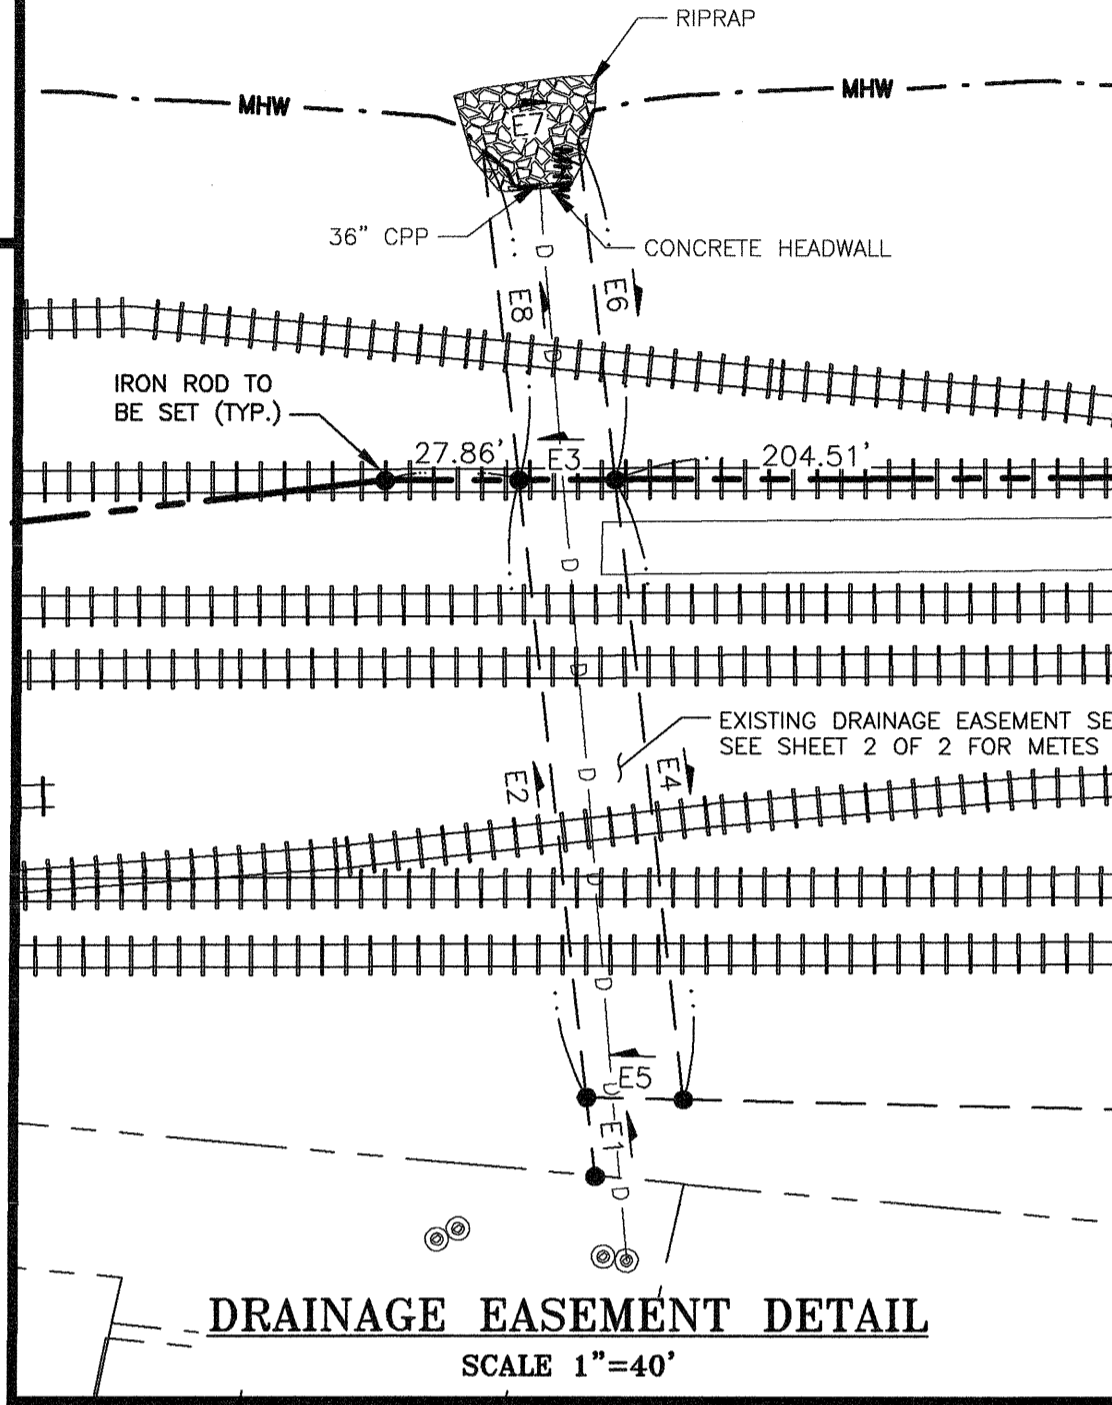 RIPRAP
MHW
MHW
E7
36" CPP
CONCRETE HEADWALL
D
E8
E6
D
IRON ROD TO
BE SET (TYP.)
27.86'
E3
204.51'
D
D
EXISTING DRAINAGE EASEMENT SE
SEE SHEET 2 OF 2 FOR METES
D
E2
E4
D
D
E5
D
E1
D
DRAINAGE EASEMENT DETAIL
SCALE 1"=40'